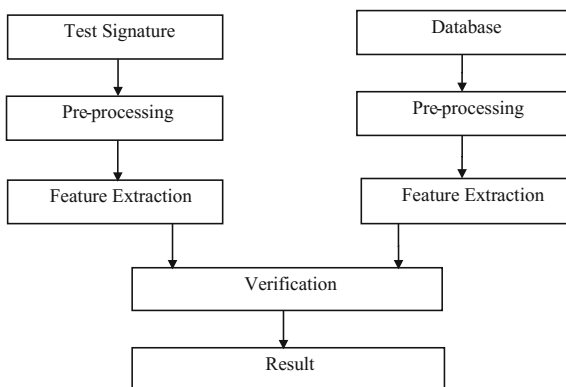 Test Signature
Database
Pre-processing
Pre-processing
Feature Extraction
Feature Extraction
Verification
Result